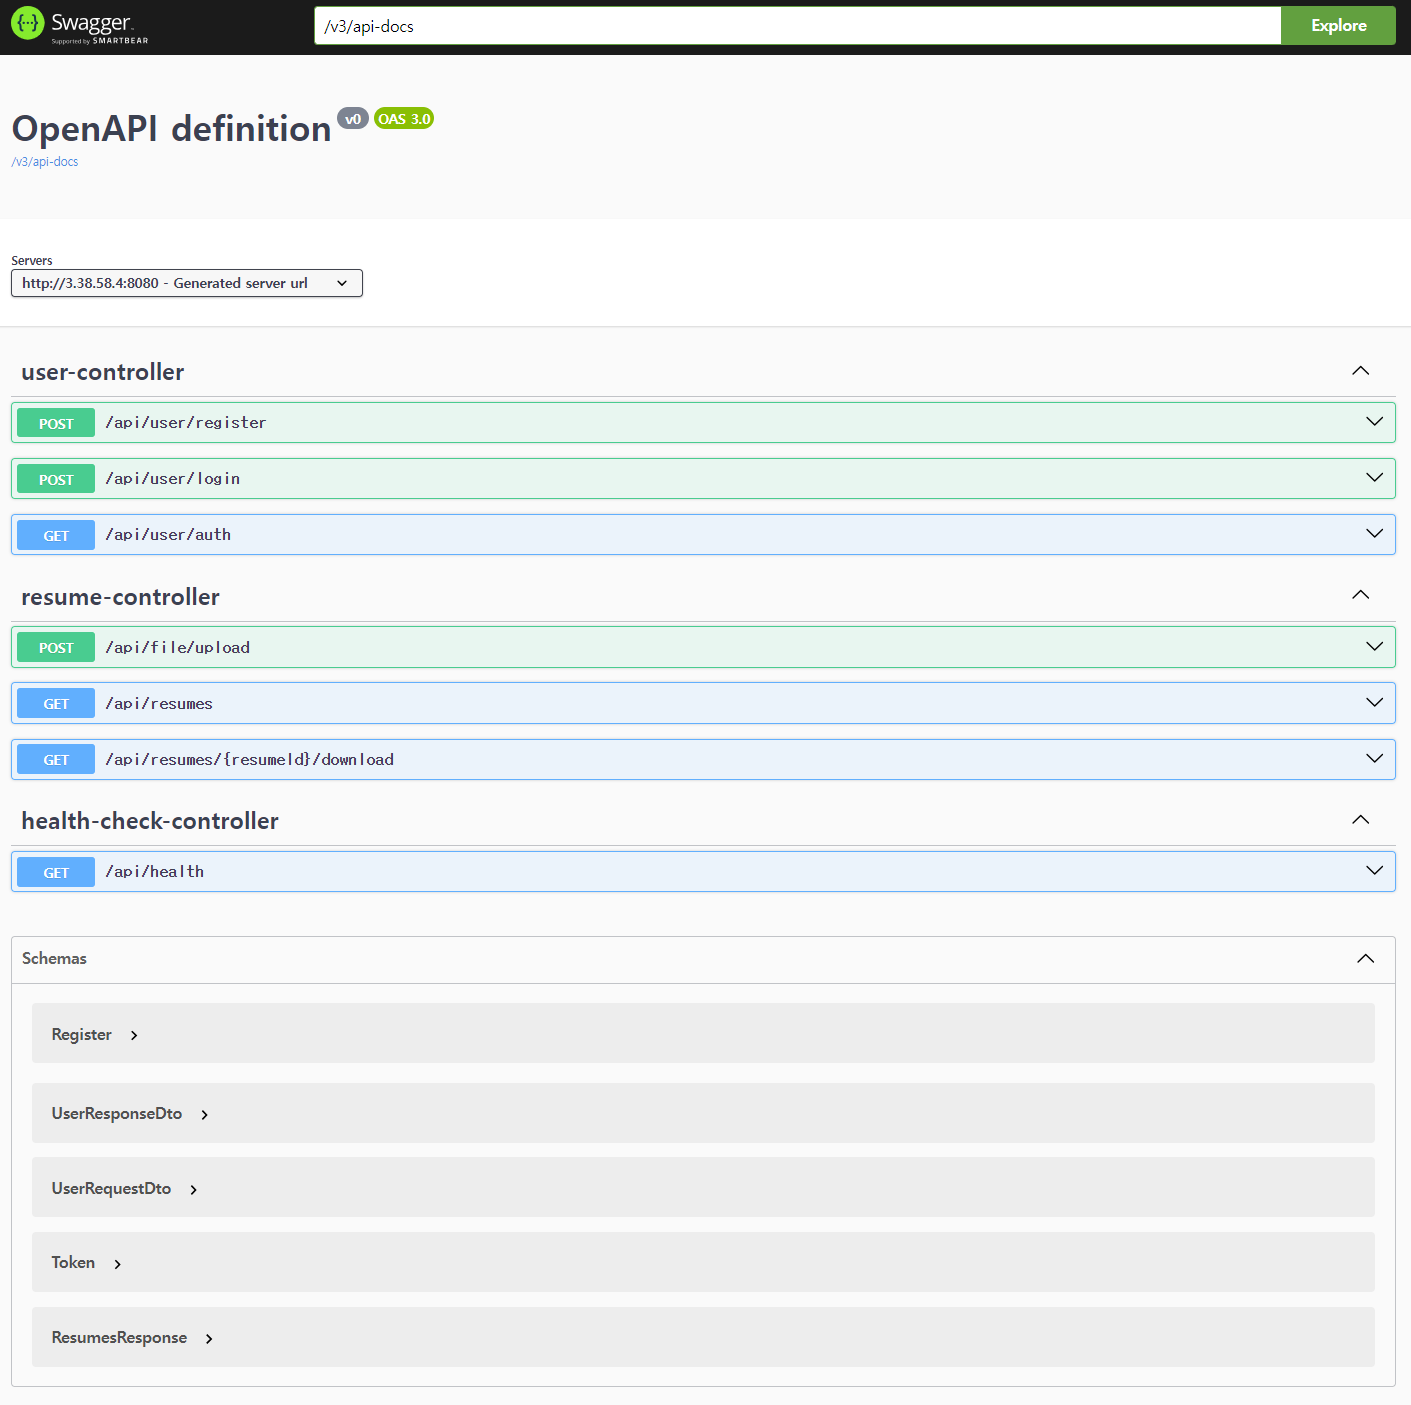 Swagger
Supported by SMARTBEAR
/v3/api-docs
Explore
OpenAPI definition v0 OAS 3.0
/v3/api-docs
Servers
http://3.38.58.4:8080 - Generated server url
user-controller
POST /api/user/register
POST /api/user/login
GET /api/user/auth
resume-controller
POST /api/file/upload
GET /api/resumes
GET /api/resumes/{resumeId}/download
health-check-controller
GET /api/health
Schemas
Register
UserResponseDto
UserRequestDto
Token
ResumesResponse